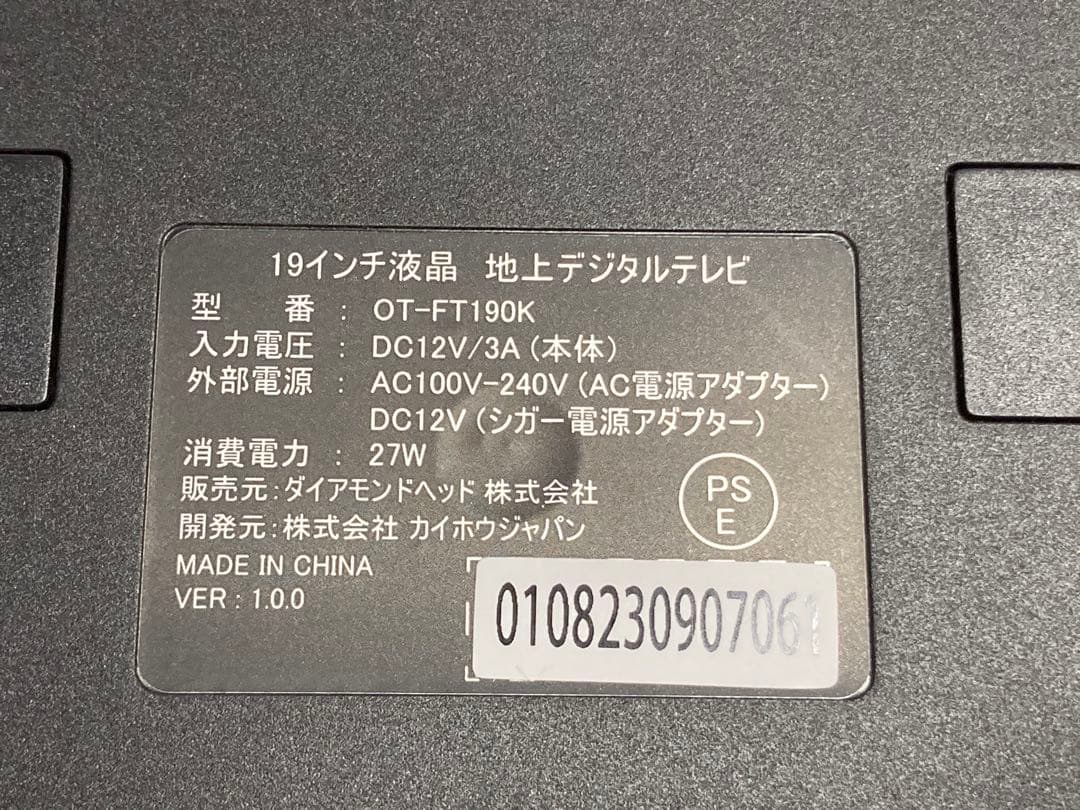 19インチ液晶 地上デジタルテレビ
型 番 : OT-FT190K
入力電圧 : DC12V/3A (本体)
外部電源 : AC100V-240V (AC電源アダプター)
DC12V (シガー電源アダプター)
消費電力 : 27W
販売元:ダイアモンドヘッド 株式会社
開発元:株式会社 カイホウジャパン
PS
E
MADE IN CHINA
VER : 1.0.0
0108230907061